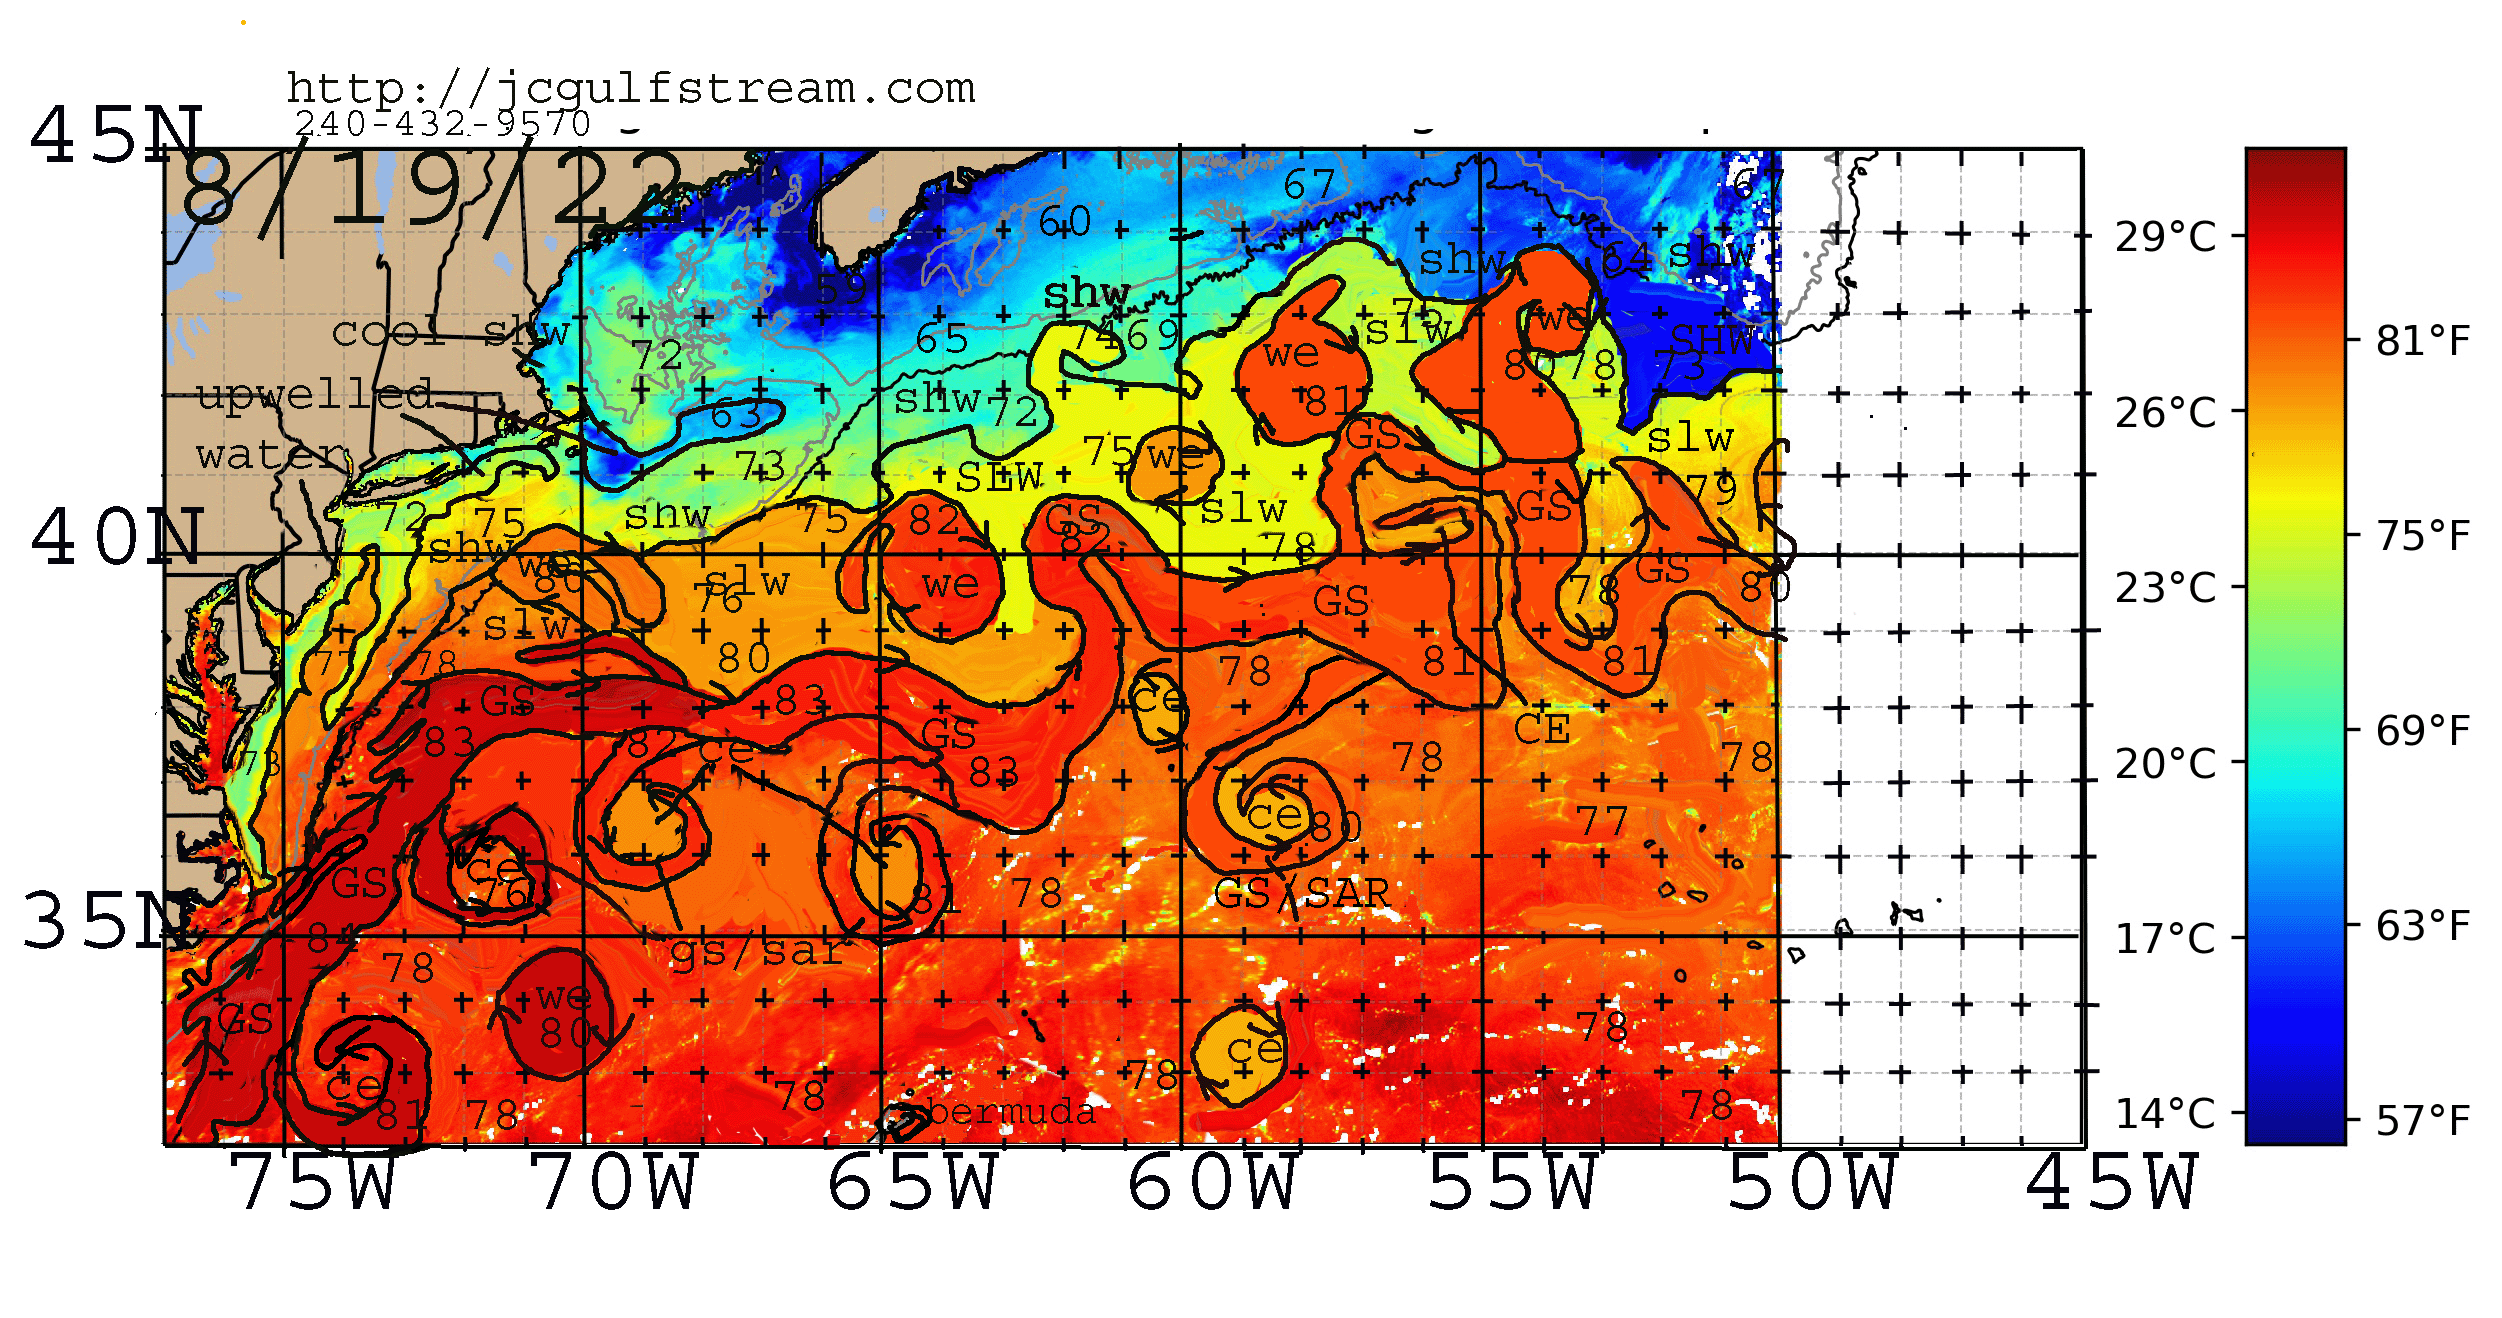 http://jcgulfstream.com
240-432-9570
45N
8/19/22
67
67
60
shw
64 shw
59
shw
29°C
cool shw
72
65
74
69
we
slw
75
we
SHW
81°F
80
78
73
upwelled
63
shw
72
81
26°C
water
73
SLW
75
we
GS
slw
72
75
shw
75
82
GS
slw
GS
79
75°F
40N
shw
we
80
slw
76
we
82
78
GS
78
GS
80
23°C
slw
77
78
80
78
81
81
GS
83
ce
69°F
83
82
ce
GS
83
CE
78
78
20°C
73
GS
ce
76
81
78
ce
80
77
GS/SAR
63°F
35N
84
78
gs/sar
17°C
GS
we
80
ce
78
ce
81
78
78
bermuda
78
78
14°C
57°F
75W
70W
65W
60W
55W
50W
45W